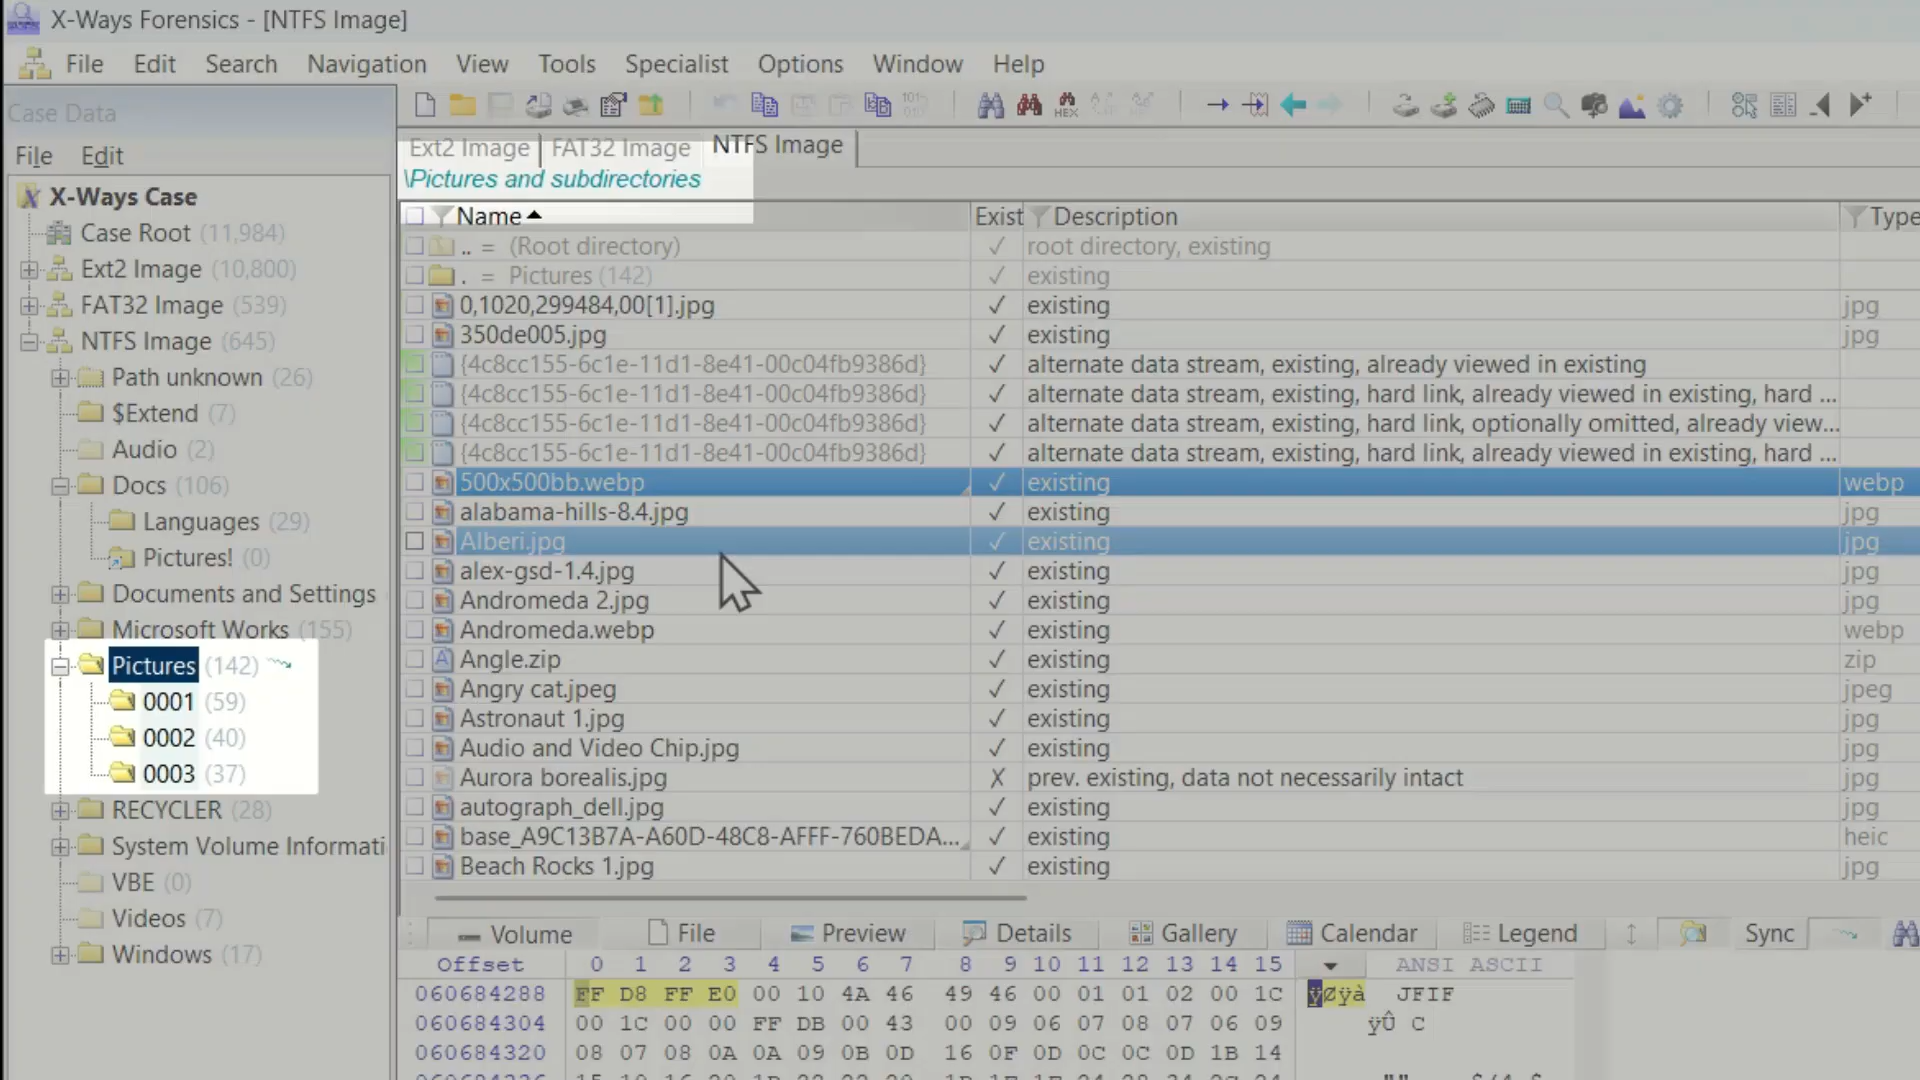 X-Ways Forensics - [NTFS Image]
File Edit Search Navigation View Tools Specialist Options Window Help
Case Data
File Edit
X-Ways Case
Case Root (11,984)
Ext2 Image (10,800)
FAT32 Image (539)
NTFS Image (645)
Path unknown (26)
$Extend (7)
Audio (2)
Docs (106)
Languages (29)
Pictures! (0)
Documents and Settings
Microsoft Works (155)
Pictures (142)
0001 (59)
0002 (40)
0003 (37)
RECYCLER (28)
System Volume Informati
VBE (0)
Videos (7)
Windows (17)
HEX
Ext2 Image FAT32 Image NTFS Image
\Pictures and subdirectories
Name Exist Description Type
.. = (Root directory) ✓ root directory, existing
. = Pictures (142) ✓ existing
0,1020,299484,00[1].jpg ✓ existing jpg
350de005.jpg ✓ existing jpg
{4c8cc155-6c1e-11d1-8e41-00c04fb9386d} ✓ alternate data stream, existing, already viewed in existing
{4c8cc155-6c1e-11d1-8e41-00c04fb9386d} ✓ alternate data stream, existing, hard link, already viewed in existing, hard ...
{4c8cc155-6c1e-11d1-8e41-00c04fb9386d} ✓ alternate data stream, existing, hard link, optionally omitted, already view...
{4c8cc155-6c1e-11d1-8e41-00c04fb9386d} ✓ alternate data stream, existing, hard link, already viewed in existing, hard ...
500x500bb.webp ✓ existing webp
alabama-hills-8.4.jpg ✓ existing jpg
Alberi.jpg ✓ existing jpg
alex-gsd-1.4.jpg ✓ existing jpg
Andromeda 2.jpg ✓ existing jpg
Andromeda.webp ✓ existing webp
Angle.zip ✓ existing zip
Angry cat.jpeg ✓ existing jpeg
Astronaut 1.jpg ✓ existing jpg
Audio and Video Chip.jpg ✓ existing jpg
Aurora borealis.jpg X prev. existing, data not necessarily intact jpg
autograph_dell.jpg ✓ existing jpg
base_A9C13B7A-A60D-48C8-AFFF-760BEDA... ✓ existing heic
Beach Rocks 1.jpg ✓ existing jpg
Volume File Preview Details Gallery Calendar Legend Sync
Offset 0 1 2 3 4 5 6 7 8 9 10 11 12 13 14 15 ANSI ASCII
060684288 FF D8 FF E0 00 10 4A 46 49 46 00 01 01 02 00 1C ÿØÿà JFIF
060684304 00 1C 00 00 FF DB 00 43 00 09 06 07 08 07 06 09 ÿÛ C
060684320 08 07 08 0A 0A 09 0B 0D 16 0F 0D 0C 0C 0D 1B 14